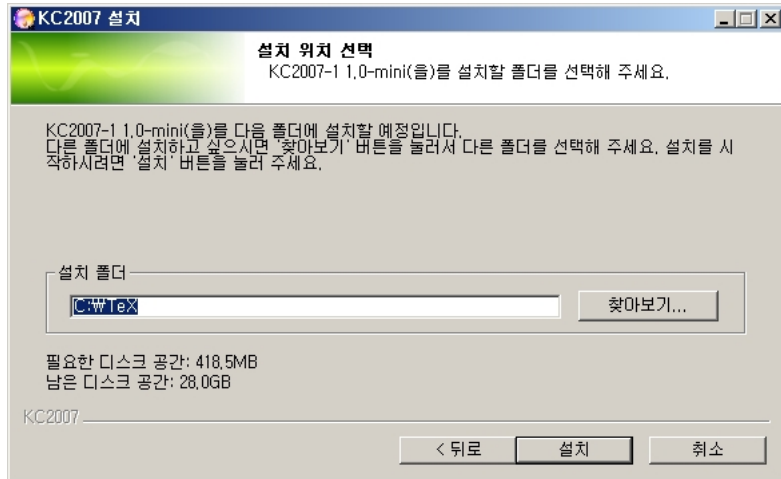 KC2007 설치
설치 위치 선택
KC2007-1 1.0-mini(을)를 설치할 폴더를 선택해 주세요.
KC2007-1 1.0-mini(을)를 다음 폴더에 설치할 예정입니다.
다른 폴더에 설치하고 싶으시면 '찾아보기' 버튼을 눌러서 다른 폴더를 선택해 주세요. 설치를 시
작하시려면 '설치' 버튼을 눌러 주세요.
설치 폴더
C:₩TeX
찾아보기...
필요한 디스크 공간: 418.5MB
남은 디스크 공간: 28.0GB
KC2007
< 뒤로
설치
취소